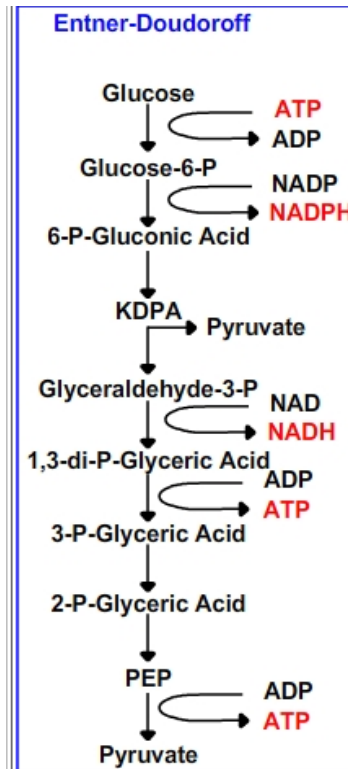 Entner-Doudoroff
Glucose
ATP
ADP
Glucose-6-P
NADP
NADPH
6-P-Gluconic Acid
KDPA
Pyruvate
Glyceraldehyde-3-P
NAD
NADH
1,3-di-P-Glyceric Acid
ADP
ATP
3-P-Glyceric Acid
2-P-Glyceric Acid
PEP
ADP
ATP
Pyruvate